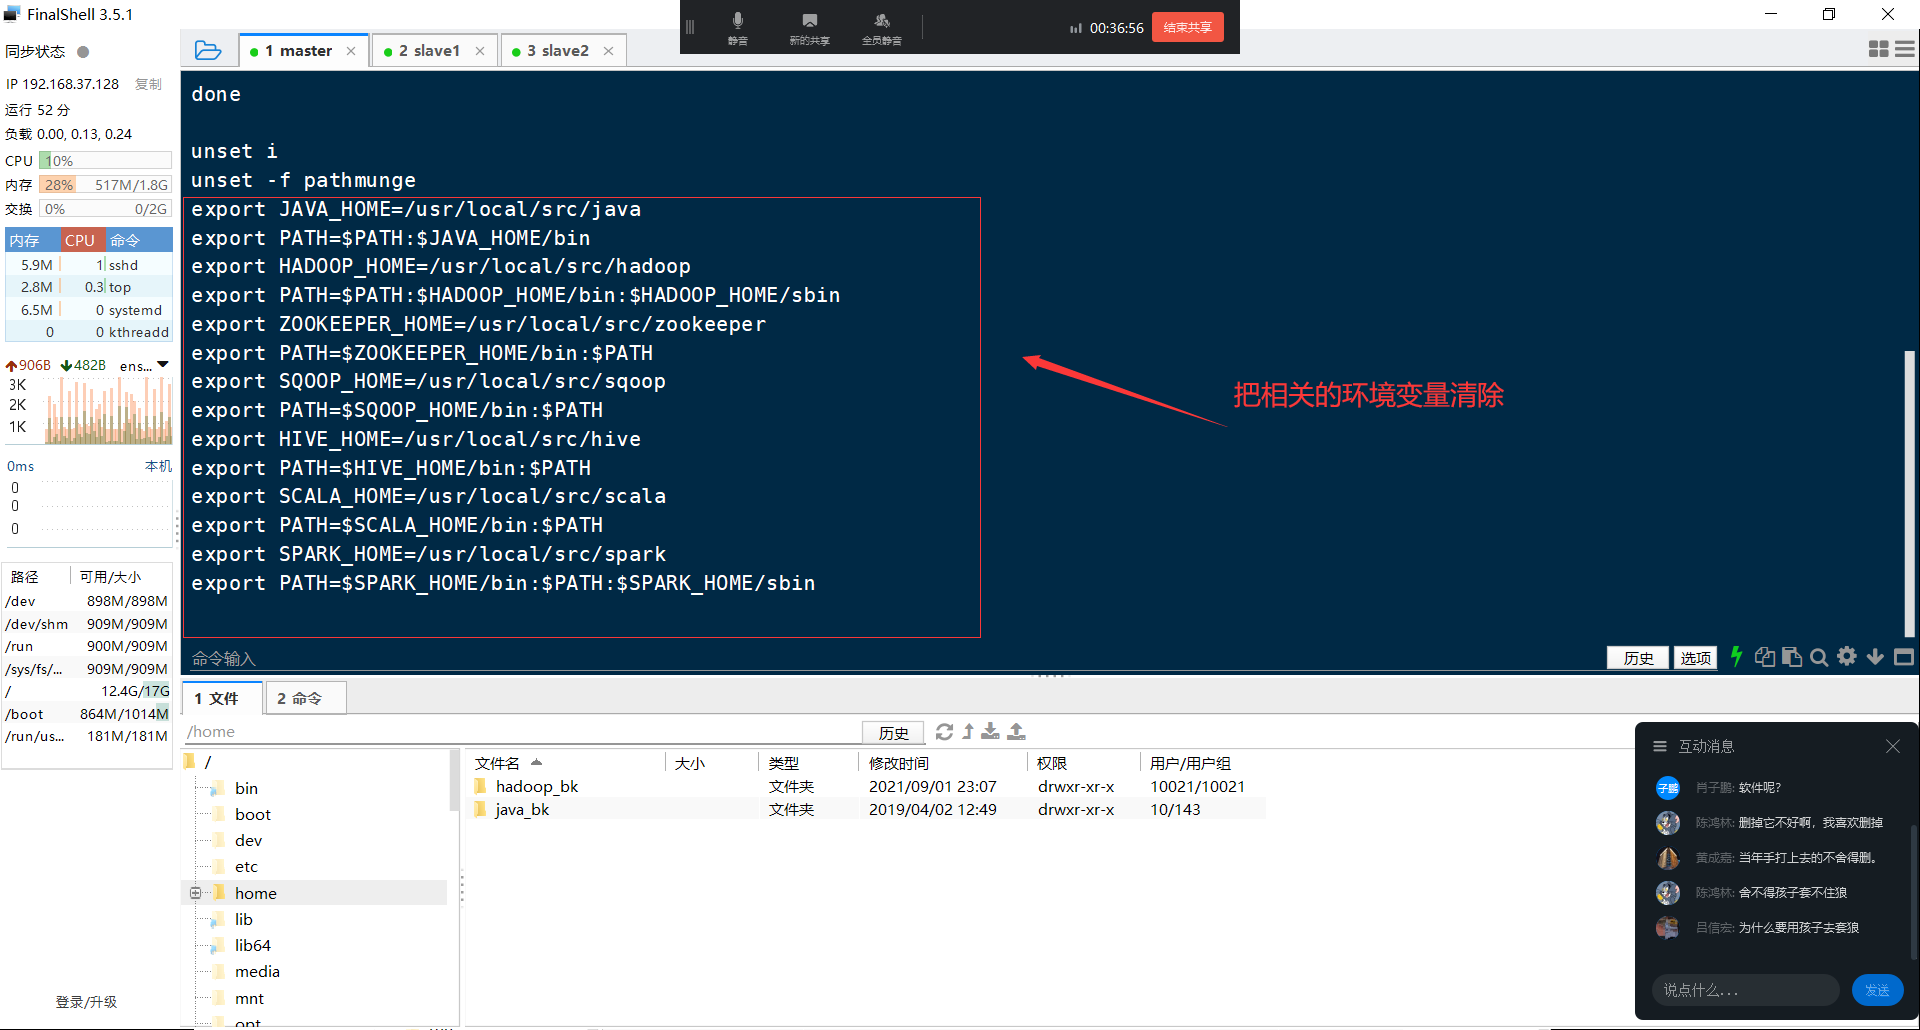 FinalShell 3.5.1
静音
新的共享
全员静音
00:36:56
结束共享
同步状态
IP 192.168.37.128 复制
运行 52 分
负载 0.00, 0.13, 0.24
CPU 10%
内存 28% 517M/1.8G
交换 0% 0/2G
内存 CPU 命令
5.9M 1 sshd
2.8M 0.3 top
6.5M 0 systemd
0 0 kthreadd
906B 482B ens...
3K
2K
1K
0ms 本机
0
0
0
路径 可用/大小
/dev 898M/898M
/dev/shm 909M/909M
/run 900M/909M
/sys/fs/... 909M/909M
/ 12.4G/17G
/boot 864M/1014M
/run/us... 181M/181M
登录/升级
1 master
2 slave1
3 slave2
done
unset i
unset -f pathmunge
export JAVA_HOME=/usr/local/src/java
export PATH=$PATH:$JAVA_HOME/bin
export HADOOP_HOME=/usr/local/src/hadoop
export PATH=$PATH:$HADOOP_HOME/bin:$HADOOP_HOME/sbin
export ZOOKEEPER_HOME=/usr/local/src/zookeeper
export PATH=$ZOOKEEPER_HOME/bin:$PATH
export SQOOP_HOME=/usr/local/src/sqoop
export PATH=$SQOOP_HOME/bin:$PATH
export HIVE_HOME=/usr/local/src/hive
export PATH=$HIVE_HOME/bin:$PATH
export SCALA_HOME=/usr/local/src/scala
export PATH=$SCALA_HOME/bin:$PATH
export SPARK_HOME=/usr/local/src/spark
export PATH=$SPARK_HOME/bin:$PATH:$SPARK_HOME/sbin
把相关的环境变量清除
命令输入
历史 选项
1 文件 2 命令
/home
历史
/
bin
boot
dev
etc
home
lib
lib64
media
mnt
opt
文件名 大小 类型 修改时间 权限 用户/用户组
hadoop_bk 文件夹 2021/09/01 23:07 drwxr-xr-x 10021/10021
java_bk 文件夹 2019/04/02 12:49 drwxr-xr-x 10/143
互动消息
子鹏 肖子鹏: 软件呢?
陈鸿林: 删掉它不好啊，我喜欢删掉
黄成嘉: 当年手打上去的不舍得删。
陈鸿林: 舍不得孩子套不住狼
吕信宏: 为什么要用孩子去套狼
说点什么...
发送